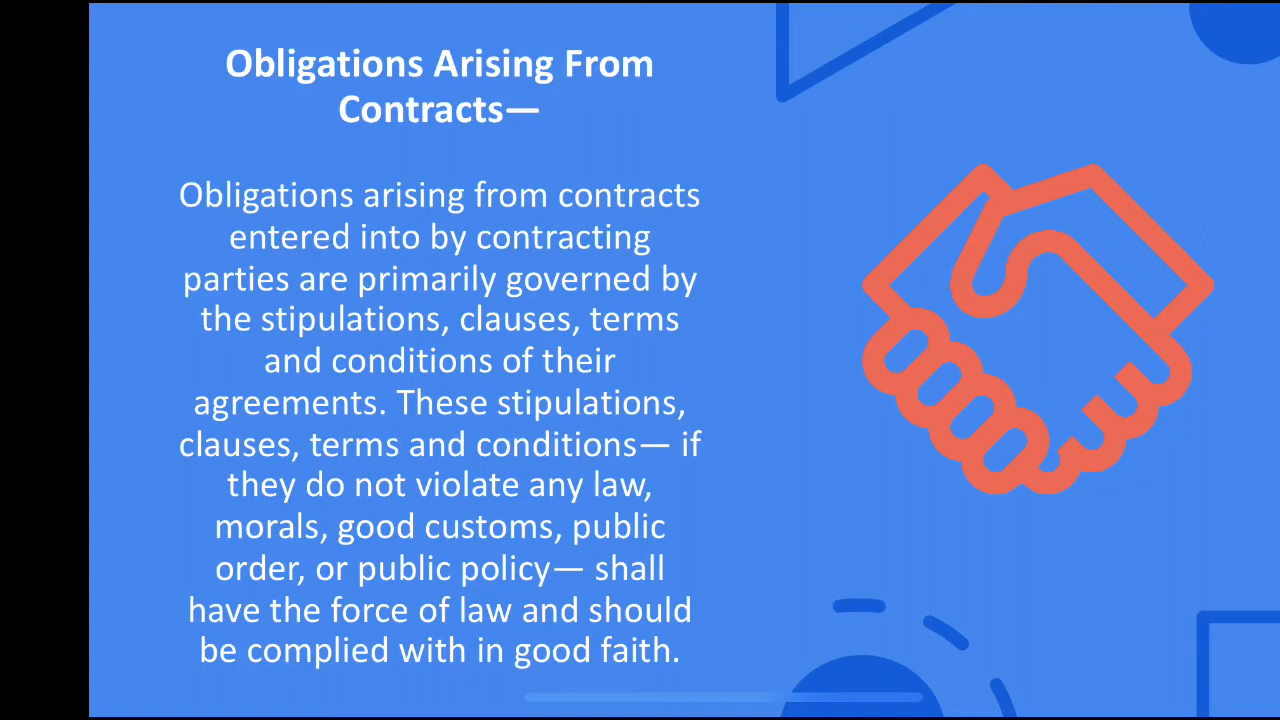 Obligations Arising From
Contracts—
Obligations arising from contracts
entered into by contracting
parties are primarily governed by
the stipulations, clauses, terms
and conditions of their
agreements. These stipulations,
clauses, terms and conditions— if
they do not violate any law,
morals, good customs, public
order, or public policy— shall
have the force of law and should
be complied with in good faith.